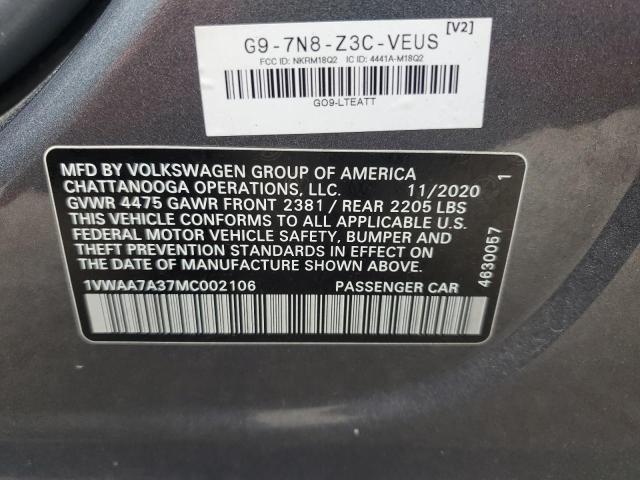 [V2]
G9-7N8-Z3C-VEUS
FCC ID: NKRM18Q2 IC ID: 4441A-M18Q2
GO9-LTEATT
MFD BY VOLKSWAGEN GROUP OF AMERICA
CHATTANOOGA OPERATIONS, LLC. 11/2020
GVWR 4475 GAWR FRONT 2381 / REAR 2205 LBS
THIS VEHICLE CONFORMS TO ALL APPLICABLE U.S.
FEDERAL MOTOR VEHICLE SAFETY, BUMPER AND
THEFT PREVENTION STANDARDS IN EFFECT ON THE
DATE OF MANUFACTURE SHOWN ABOVE.
1VWAA7A37MC002106 PASSENGER CAR
4630057 1